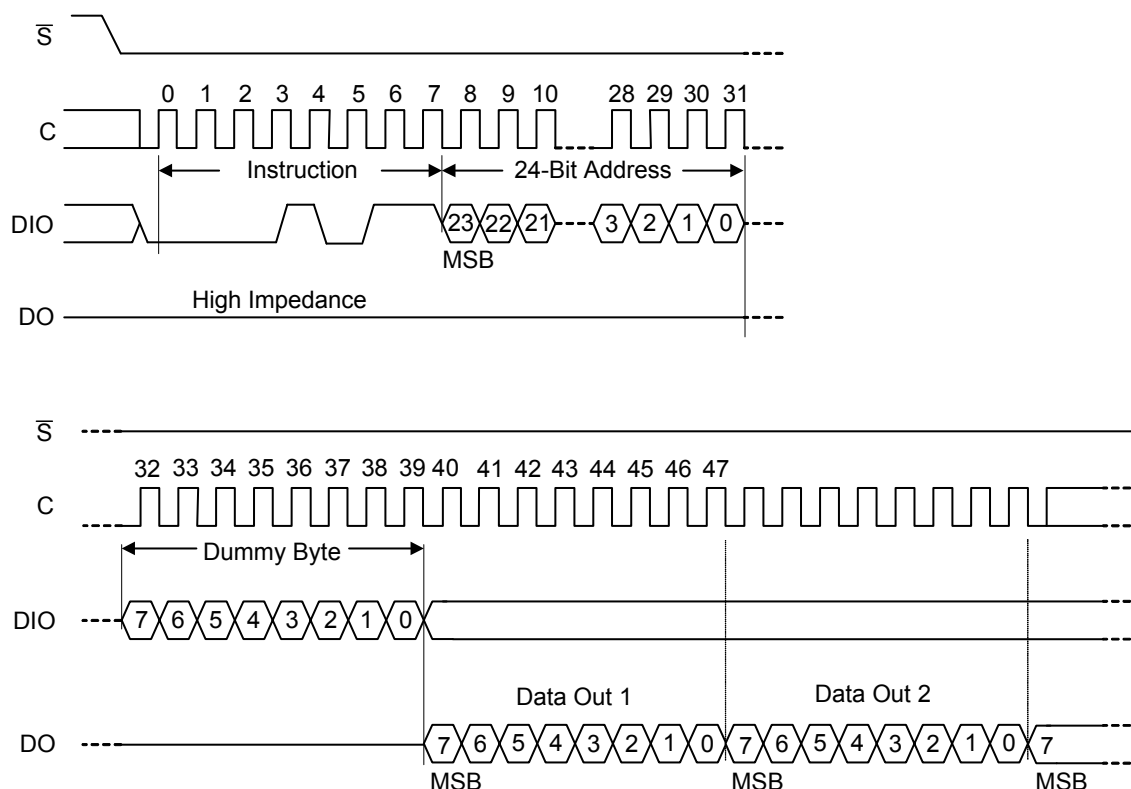 S
0 1 2 3 4 5 6 7 8 9 10 28 29 30 31
C
Instruction 24-Bit Address
DIO 23 22 21 3 2 1 0
MSB
High Impedance
DO
S
32 33 34 35 36 37 38 39 40 41 42 43 44 45 46 47
C
Dummy Byte
DIO 7 6 5 4 3 2 1 0
Data Out 1 Data Out 2
DO 7 6 5 4 3 2 1 0 7 6 5 4 3 2 1 0 7
MSB MSB MSB